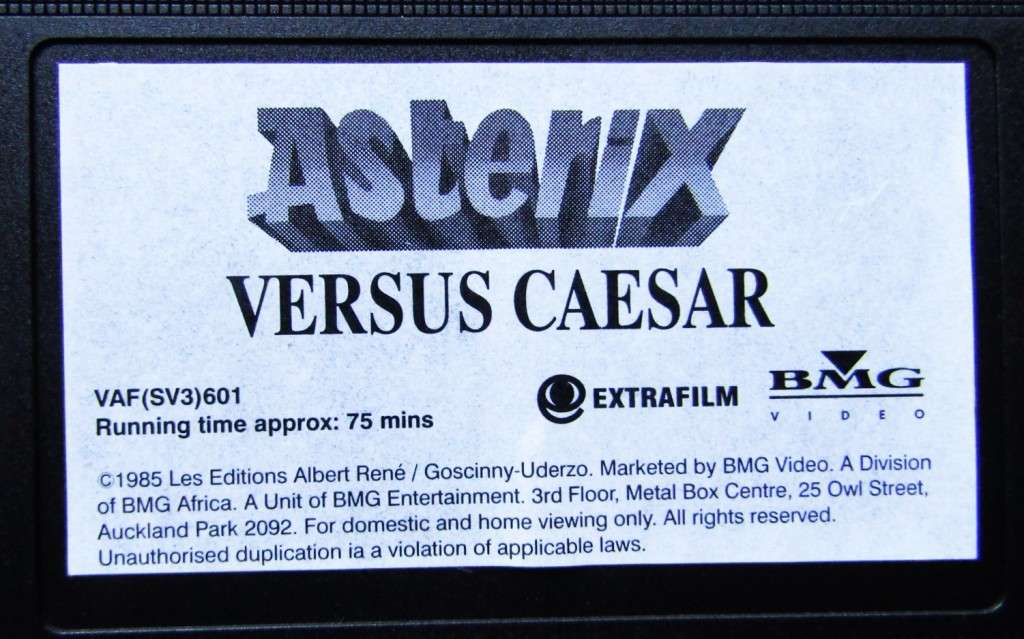 Asterix
VERSUS CAESAR
VAF(SV3)601
Running time approx: 75 mins
EXTRAFILM
BMG
VIDEO
©1985 Les Editions Albert René / Goscinny-Uderzo. Marketed by BMG Video. A Division
of BMG Africa. A Unit of BMG Entertainment. 3rd Floor, Metal Box Centre, 25 Owl Street,
Auckland Park 2092. For domestic and home viewing only. All rights reserved.
Unauthorised duplication ia a violation of applicable laws.